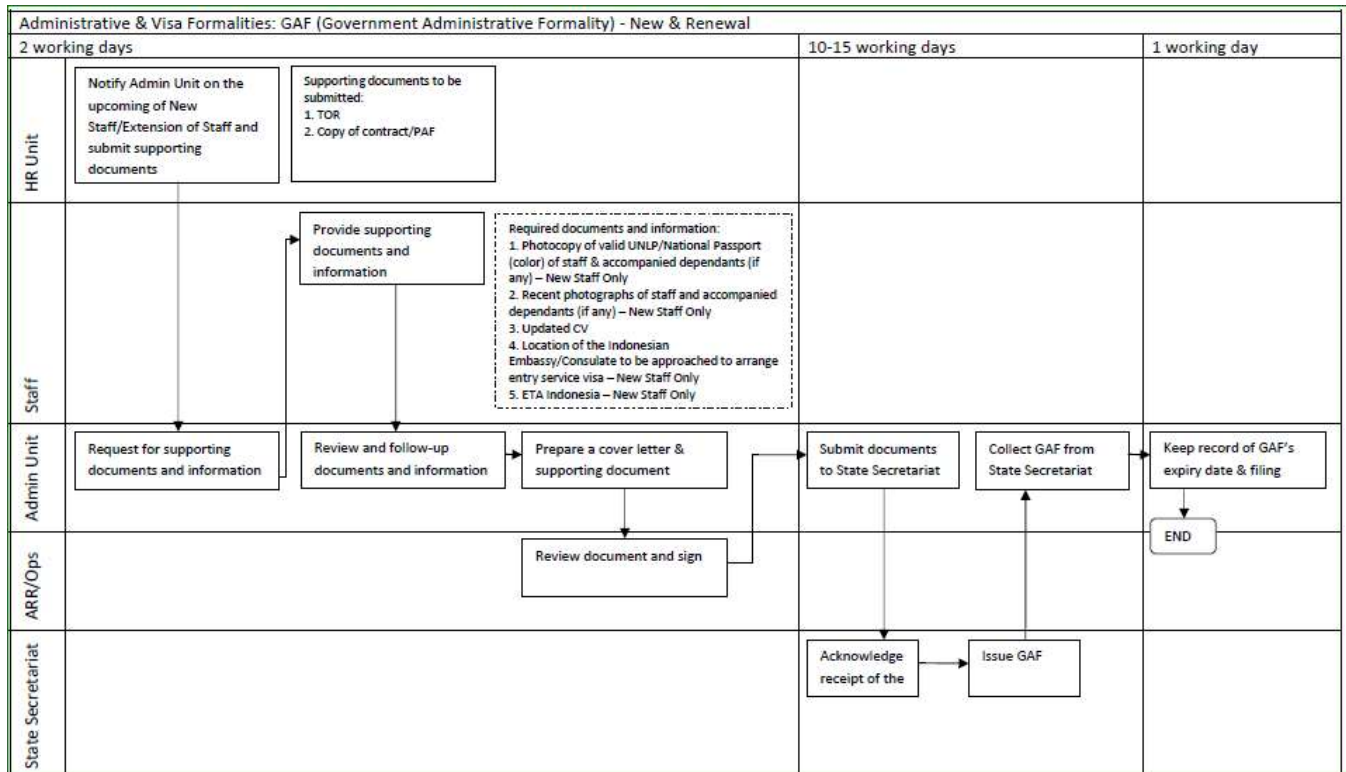 Administrative & Visa Formalities: GAF (Government Administrative Formality) - New & Renewal
2 working days
10-15 working days
1 working day
HR Unit
Notify Admin Unit on the
upcoming of New
Staff/Extension of Staff and
submit supporting
documents
Supporting documents to be
submitted:
1. TOR
2. Copy of contract/PAF
Staff
Provide supporting
documents and
information
Required documents and information:
1. Photocopy of valid UNLP/National Passport
(color) of staff & accompanied dependants (if
any) – New Staff Only
2. Recent photographs of staff and accompanied
dependants (if any) – New Staff Only
3. Updated CV
4. Location of the Indonesian
Embassy/Consulate to be approached to arrange
entry service visa – New Staff Only
5. ETA Indonesia – New Staff Only
Admin Unit
Request for supporting
documents and information
Review and follow-up
documents and information
Prepare a cover letter &
supporting document
Submit documents
to State Secretariat
Collect GAF from
State Secretariat
Keep record of GAF's
expiry date & filing
END
ARR/Ops
Review document and sign
State Secretariat
Acknowledge
receipt of the
Issue GAF